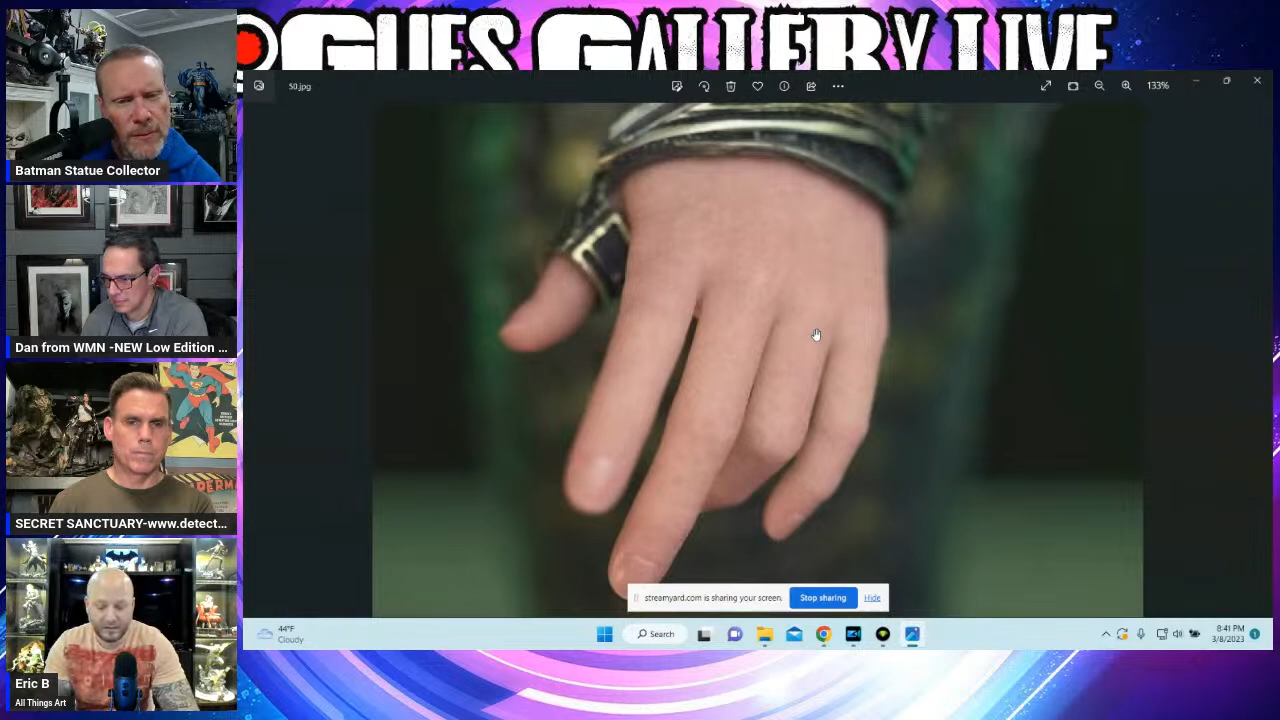 OGUES GALLERY LIVE
50.jpg
133%
Batman Statue Collector
Dan from WMN -NEW Low Edition ...
SECRET SANCTUARY-www.detect...
Eric B
All Things Art
streamyard.com is sharing your screen.
Stop sharing
Hide
44°F
Cloudy
Search
8:41 PM
3/8/2023
SUPERMAN